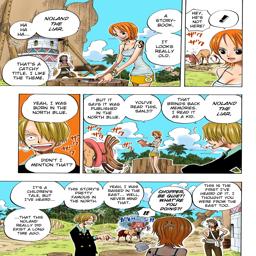 HEY,
HE'S
NOT
HERE!
A
STORY-
BOOK.
IT
LOOKS
REALLY
OLD.
NOLAND
THE
LIAR.
HA
HA
HA...
THAT'S A
CATCHY
TITLE. I
LIKE THE
THEME.
NOLAND
THE
LIAR.
THAT
BRINGS BACK
MEMORIES.
I READ IT
AS A KID.
YOU'VE
READ THIS,
SANJI?
BUT IT
SAYS IT WAS
PUBLISHED
IN THE
NORTH BLUE.
YEAH, I WAS
BORN IN THE
NORTH BLUE.
DIDN'T I
MENTION THAT?
THIS IS THE
FIRST I'VE
HEARD OF IT. I
THOUGHT YOU
WERE FROM THE
EAST TOO.
CHOPPER,
BE QUIET!
WHAT'RE
YOU
DOING?!
YEAH, I WAS
RAISED IN THE
EAST... WELL,
NEVER MIND
THAT.
THIS STORY'S
PRETTY
FAMOUS IN
THE NORTH
BLUE.
IT'S A
CHILDREN'S
TALE,
BUT I'VE
HEARD...
...THAT THIS
NOLAND
REALLY DID
EXIST A LONG
TIME AGO.